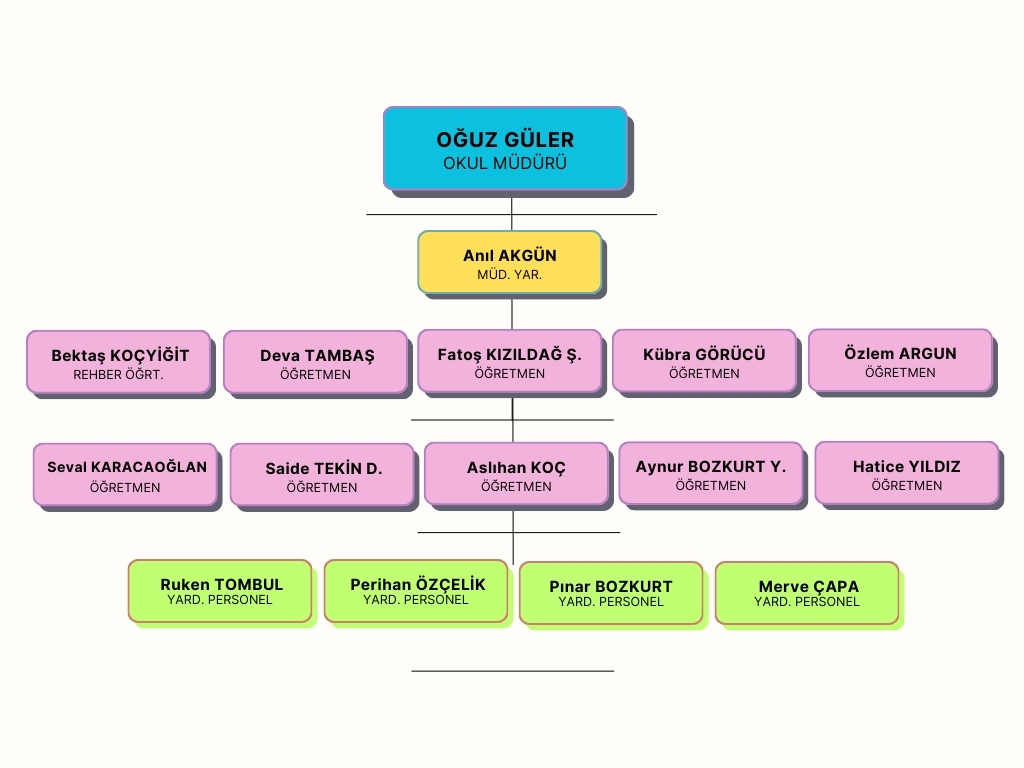 OĞUZ GÜLER
OKUL MÜDÜRÜ
Anıl AKGÜN
MÜD. YAR.
Bektaş KOÇYİĞİT
REHBER ÖĞRT.
Deva TAMBAŞ
ÖĞRETMEN
Fatoş KIZILDAĞ Ş.
ÖĞRETMEN
Kübra GÖRÜCÜ
ÖĞRETMEN
Özlem ARGUN
ÖĞRETMEN
Seval KARACAOĞLAN
ÖĞRETMEN
Saide TEKİN D.
ÖĞRETMEN
Aslıhan KOÇ
ÖĞRETMEN
Aynur BOZKURT Y.
ÖĞRETMEN
Hatice YILDIZ
ÖĞRETMEN
Ruken TOMBUL
YARD. PERSONEL
Perihan ÖZÇELİK
YARD. PERSONEL
Pınar BOZKURT
YARD. PERSONEL
Merve ÇAPA
YARD. PERSONEL